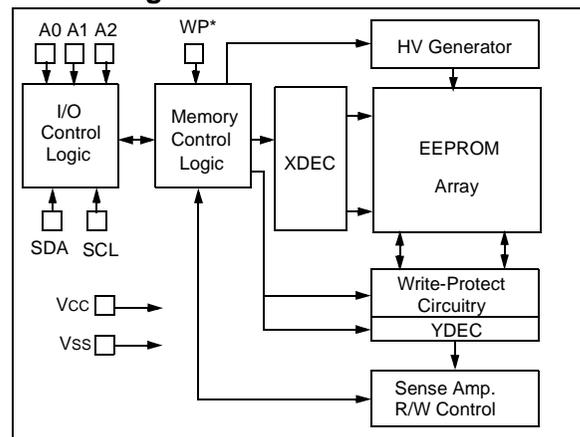 A0 A1 A2
WP*
HV Generator
I/O
Control
Logic
Memory
Control
Logic
XDEC
EEPROM
Array
SDA
SCL
Write-Protect
Circuitry
YDEC
VCC
VSS
Sense Amp.
R/W Control